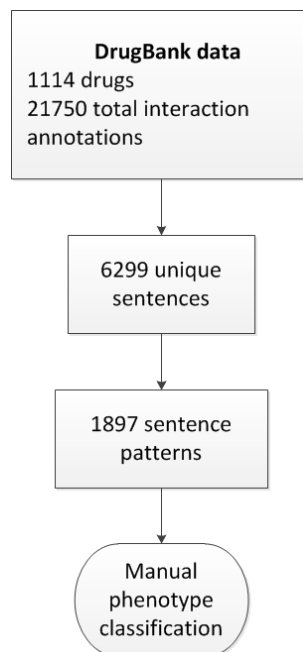 DrugBank data
1114 drugs
21750 total interaction
annotations
6299 unique
sentences
1897 sentence
patterns
Manual
phenotype
classification